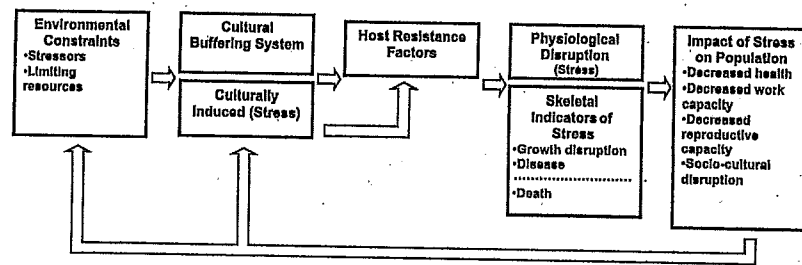 Environmental
Constraints
•Stressors
•Limiting
resources
Cultural
Buffering System
Culturally
Induced (Stress)
Host Resistance
Factors
Physiological
Disruption
(Stress)
Skeletal
Indicators of
Stress
•Growth disruption
•Disease
•Death
Impact of Stress
on Population
•Decreased health
•Decreased work
capacity
•Decreased
reproductive
capacity
•Socio-cultural
disruption